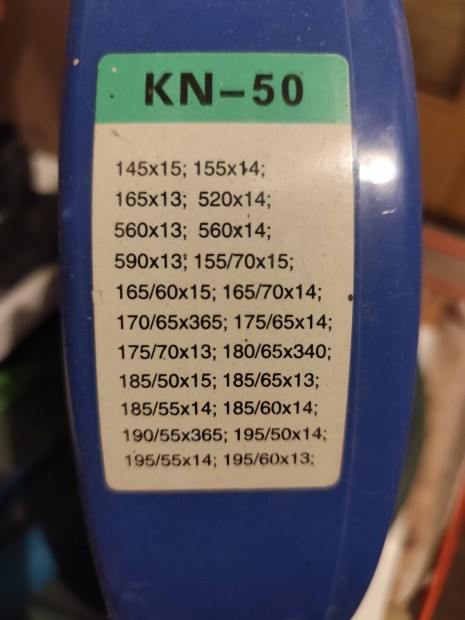 KN-50
145x15; 155x14;
165x13; 520x14;
560x13; 560x14;
590x13; 155/70x15;
165/60x15; 165/70x14;
170/65x365; 175/65x14;
175/70x13; 180/65x340;
185/50x15; 185/65x13;
185/55x14; 185/60x14;
190/55x365; 195/50x14;
195/55x14; 195/60x13;